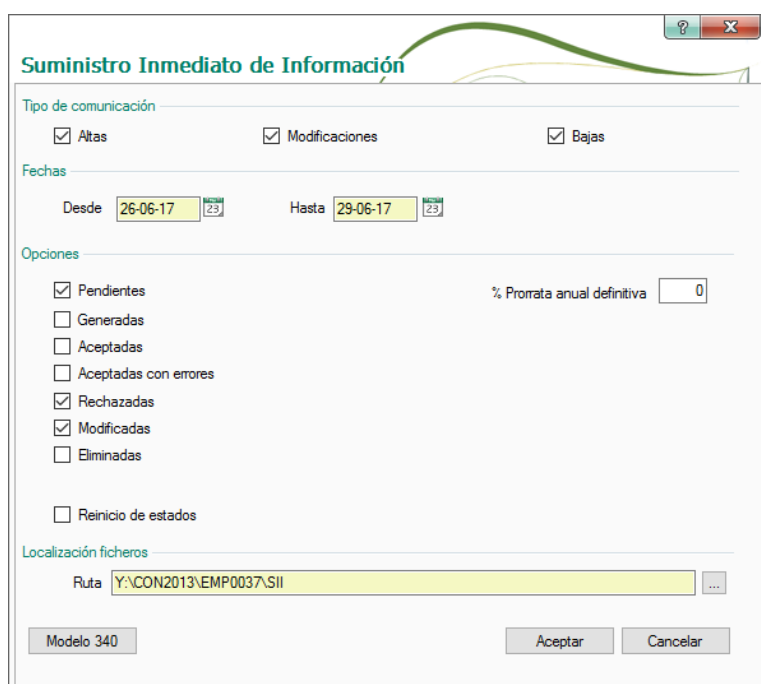 Suministro Inmediato de Información
Tipo de comunicación
Altas Modificaciones Bajas
Fechas
Desde 26-06-17 23 Hasta 29-06-17 23
Opciones
Pendientes % Prorrata anual definitiva 0
Generadas
Aceptadas
Aceptadas con errores
Rechazadas
Modificadas
Eliminadas
Reinicio de estados
Localización ficheros
Ruta Y:\CON2013\EMP0037\SII ...
Modelo 340 Aceptar Cancelar